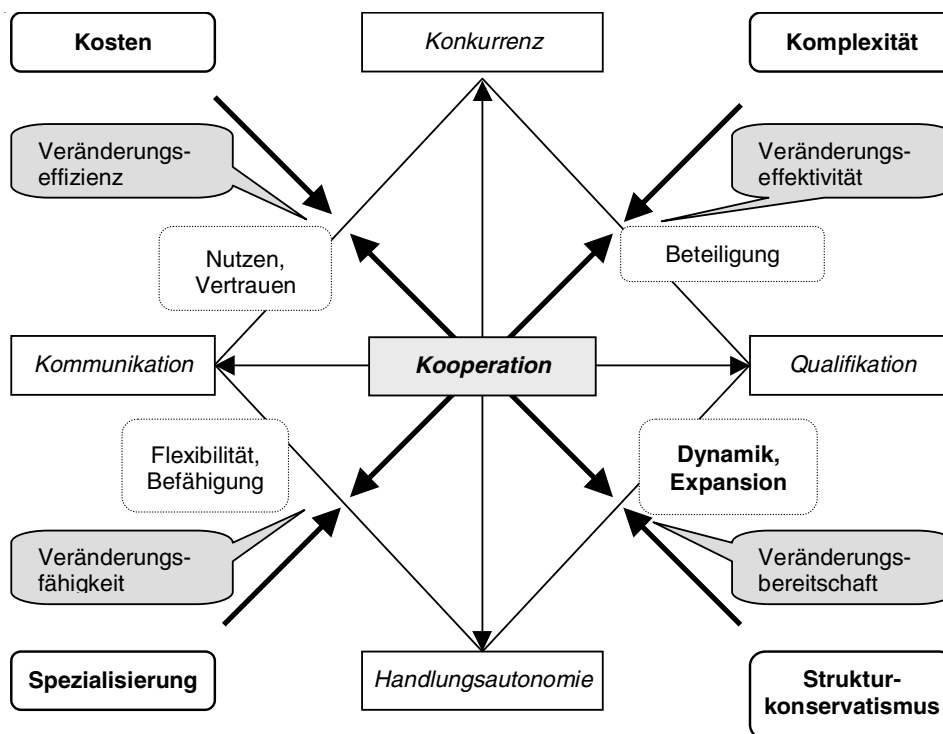 Kosten
Konkurrenz
Komplexität
Veränderungs-
effizienz
Veränderungs-
effektivität
Nutzen,
Vertrauen
Beteiligung
Kommunikation
Kooperation
Qualifikation
Flexibilität,
Befähigung
Dynamik,
Expansion
Veränderungs-
fähigkeit
Veränderungs-
bereitschaft
Spezialisierung
Handlungsautonomie
Struktur-
konservatismus